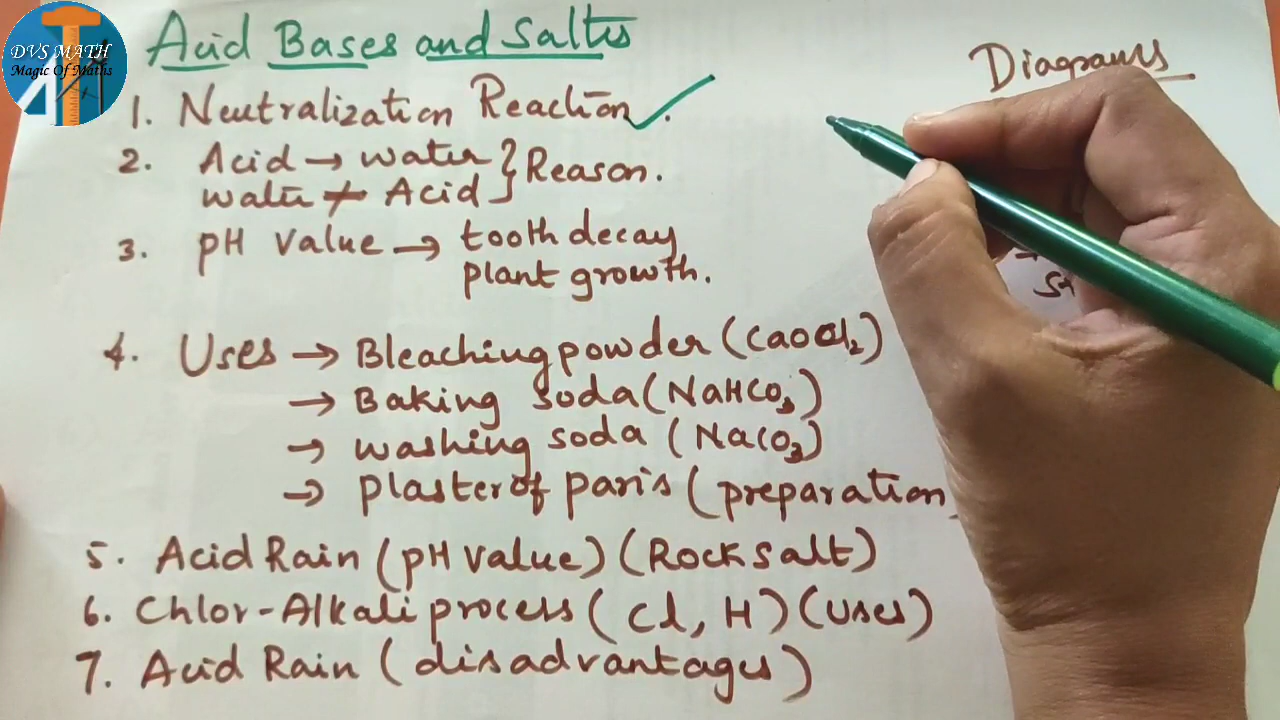 DVS MATH
Magic Of Maths
Acid Bases and Salts
Diagrams
1. Neutralization Reaction ✓.
2. Acid → water } Reason.
water ↛ Acid
3. pH value → tooth decay
plant growth.
4. Uses → Bleaching powder (CaOCl₂)
→ Baking soda (NaHCO₃)
→ washing soda (NaCO₃)
→ plaster of paris (preparation
5. Acid Rain (pH value) (Rock salt)
6. Chlor-Alkali process (Cl, H) (uses)
7. Acid Rain (disadvantages)